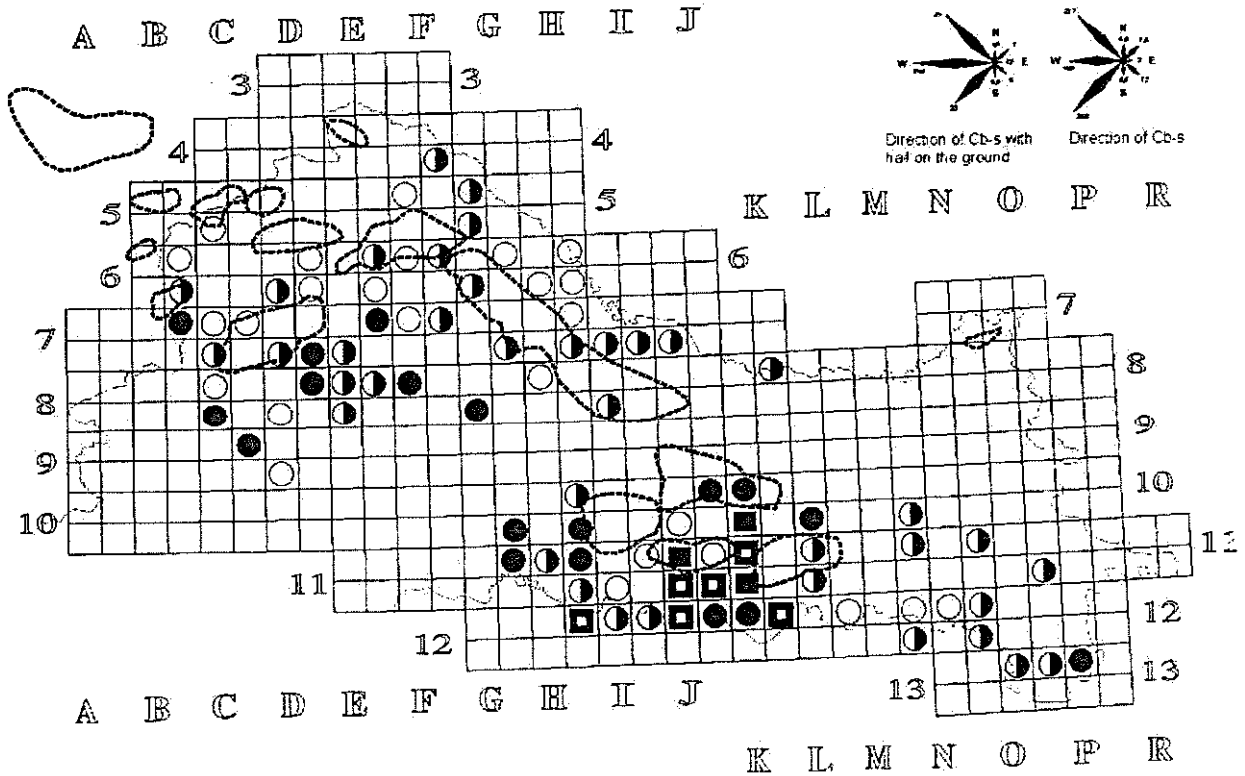 A B C D E F G H I J
3 3
4 4
5 5
6 6
7 7
8 8
9 9
10 10
11 11
12 12
13 13
N
W E
S
N
W E
S
Direction of Cb-s with
hail on the ground
Direction of Cb-s
K L M N O P R
A B C D E F G H I J
K L M N O P R